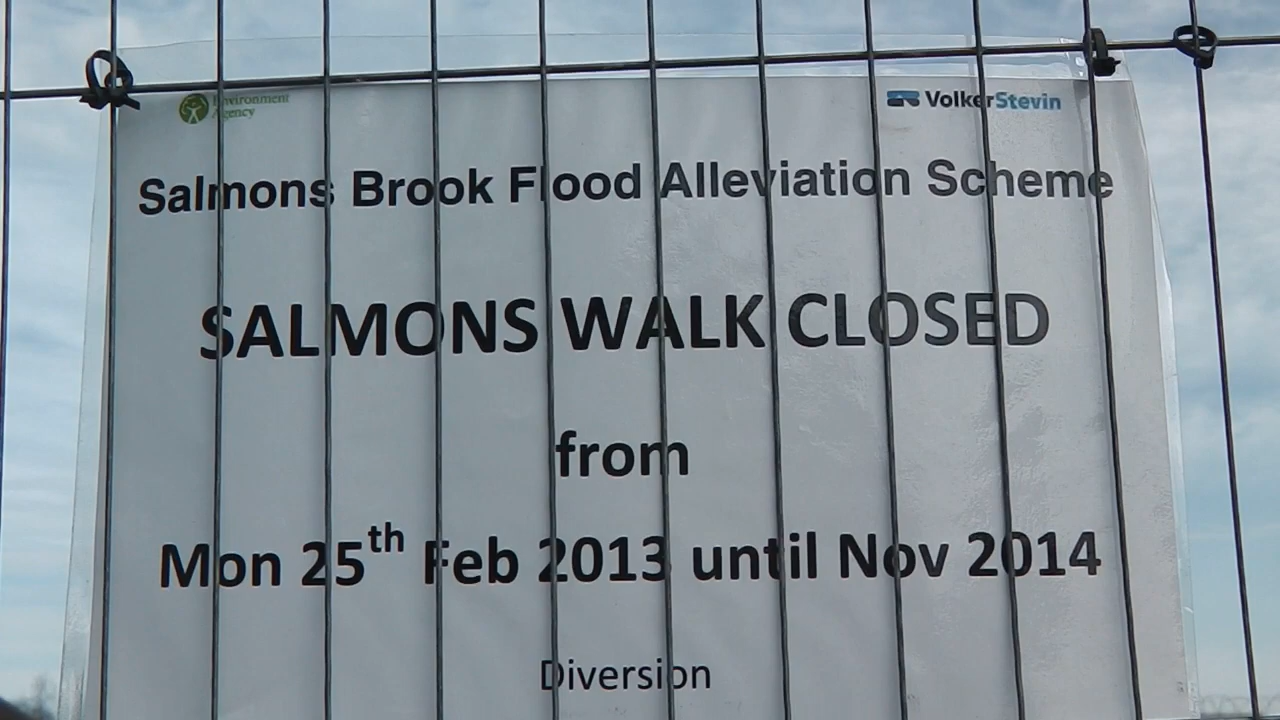 Environment
Agency
VolkerStevin
Salmons Brook Flood Alleviation Scheme
SALMONS WALK CLOSED
from
Mon 25th Feb 2013 until Nov 2014
Diversion